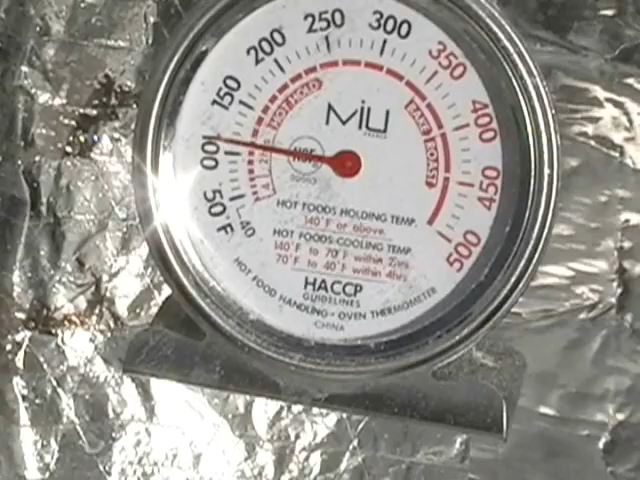 50°F 100 150 200 250 300 350 400 450 500
40
HOT HOLD
BAKE ROAST
MIU
FRANCE
NSF
HOT FOODS HOLDING TEMP.
140°F or above.
HOT FOODS COOLING TEMP.
140°F to 70°F within 2hrs
70°F to 40°F within 4hrs
HACCP
GUIDELINES
HOT FOOD HANDLING - OVEN THERMOMETER
CHINA